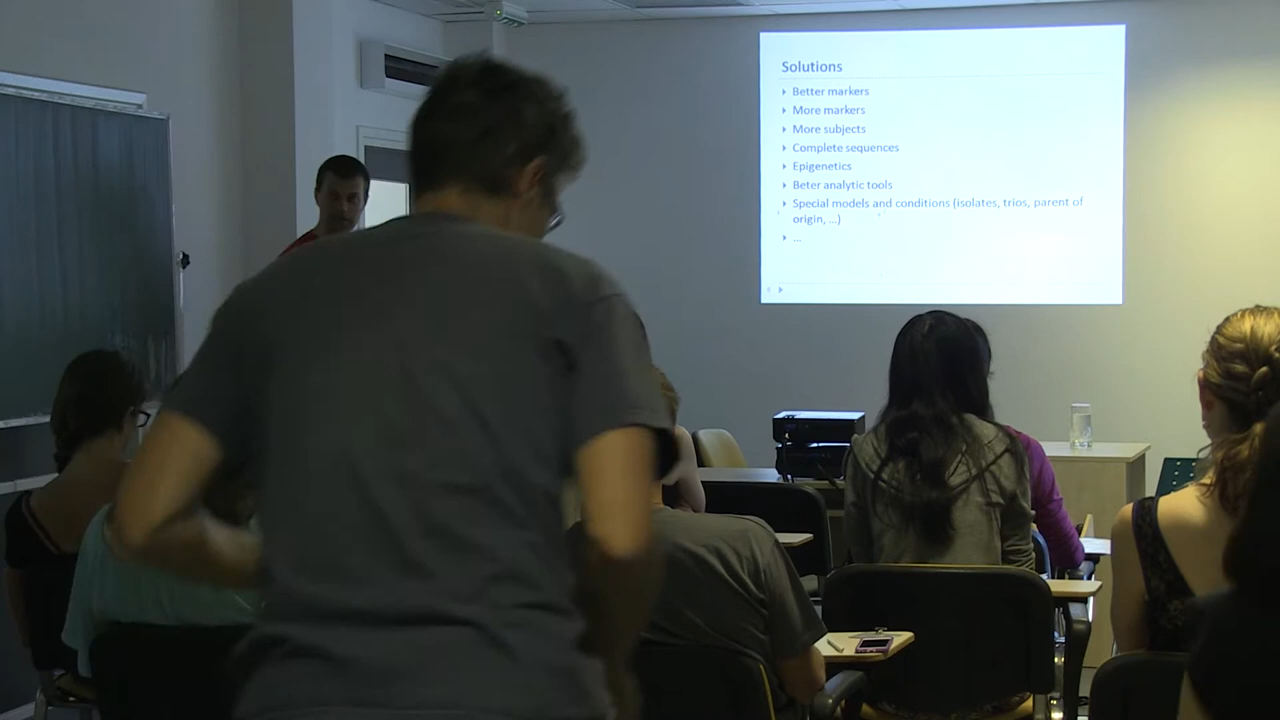 Solutions
Better markers
More markers
More subjects
Complete sequences
Epigenetics
Beter analytic tools
Special models and conditions (isolates, trios, parent of
origin, ...)
...